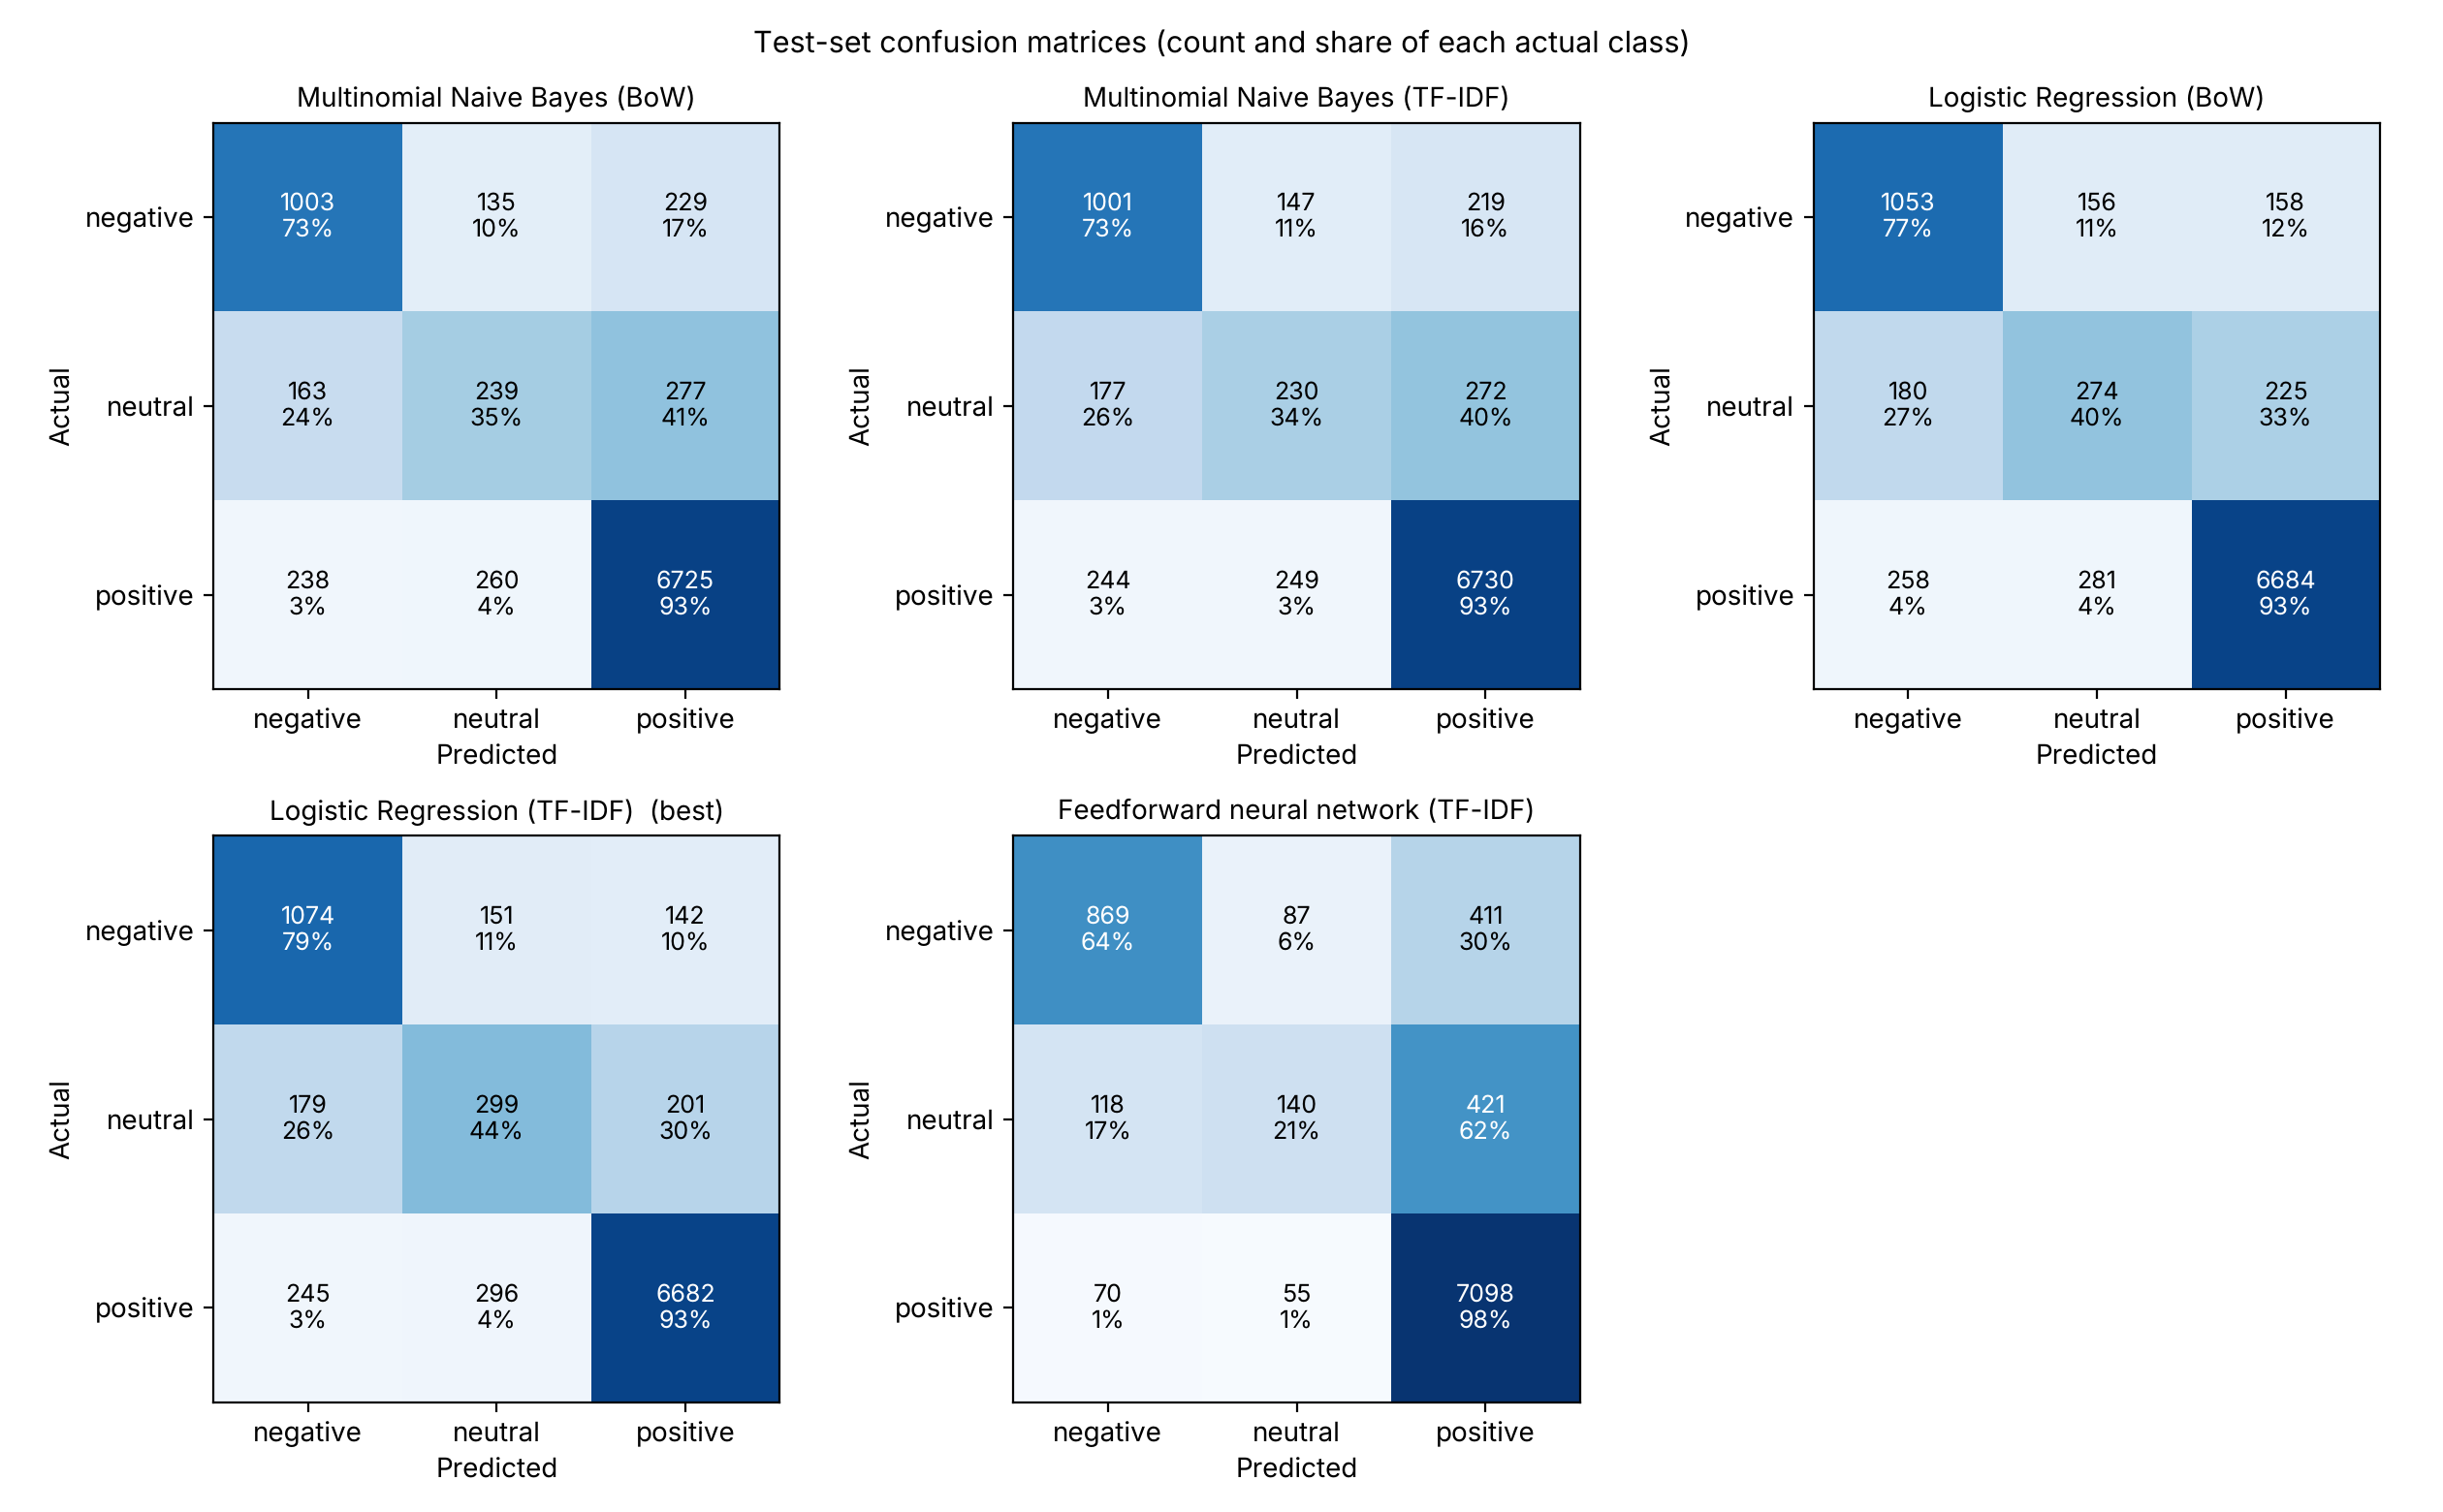 Test-set confusion matrices (count and share of each actual class)
Multinomial Naive Bayes (BoW)
Actual
negative
1003 135 229
73% 10% 17%
neutral
163 239 277
24% 35% 41%
positive
238 260 6725
3% 4% 93%
negative neutral positive
Predicted
Multinomial Naive Bayes (TF-IDF)
Actual
negative
1001 147 219
73% 11% 16%
neutral
177 230 272
26% 34% 40%
positive
244 249 6730
3% 3% 93%
negative neutral positive
Predicted
Logistic Regression (BoW)
Actual
negative
1053 156 158
77% 11% 12%
neutral
180 274 225
27% 40% 33%
positive
258 281 6684
4% 4% 93%
negative neutral positive
Predicted
Logistic Regression (TF-IDF) (best)
Actual
negative
1074 151 142
79% 11% 10%
neutral
179 299 201
26% 44% 30%
positive
245 296 6682
3% 4% 93%
negative neutral positive
Predicted
Feedforward neural network (TF-IDF)
Actual
negative
869 87 411
64% 6% 30%
neutral
118 140 421
17% 21% 62%
positive
70 55 7098
1% 1% 98%
negative neutral positive
Predicted